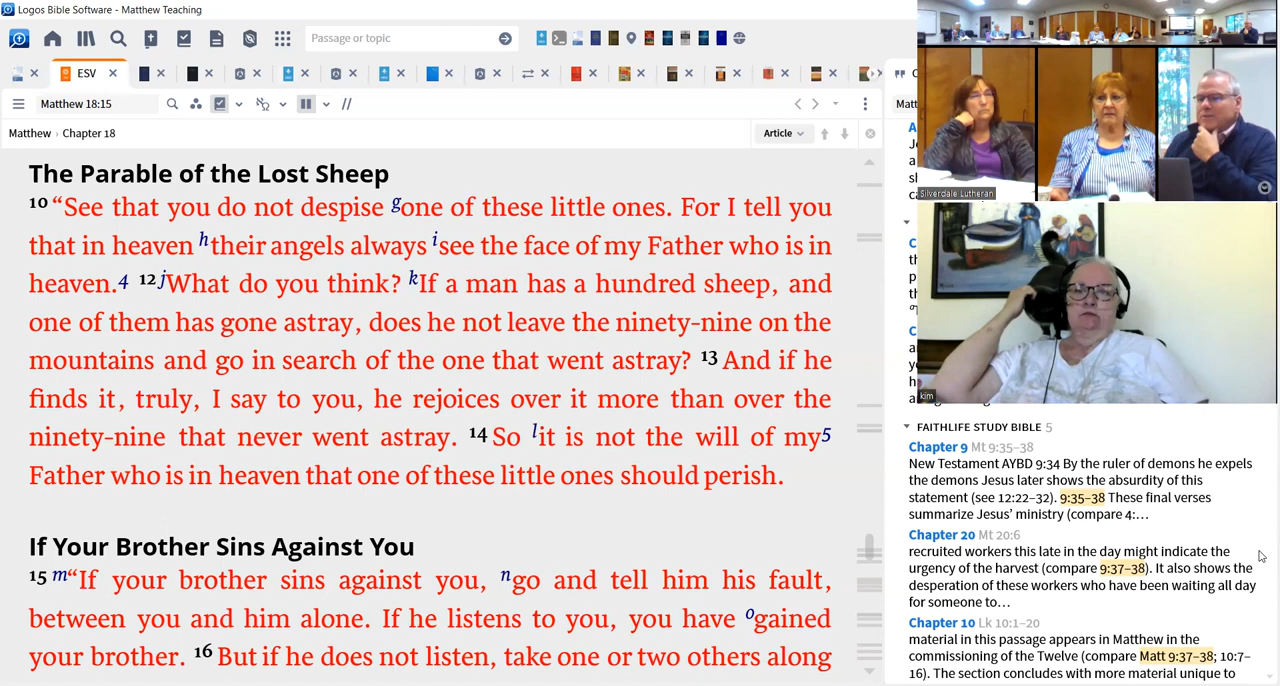 Logos Bible Software - Matthew Teaching
Passage or topic
ESV
Matthew 18:15
Matthew › Chapter 18
Article
The Parable of the Lost Sheep
10 “See that you do not despise gone of these little ones. For I tell you
that in heaven htheir angels always isee the face of my Father who is in
heaven.4 12 jWhat do you think? kIf a man has a hundred sheep, and
one of them has gone astray, does he not leave the ninety-nine on the
mountains and go in search of the one that went astray? 13 And if he
finds it, truly, I say to you, he rejoices over it more than over the
ninety-nine that never went astray. 14 So lit is not the will of my5
Father who is in heaven that one of these little ones should perish.
If Your Brother Sins Against You
15 m“If your brother sins against you, ngo and tell him his fault,
between you and him alone. If he listens to you, you have ogained
your brother. 16 But if he does not listen, take one or two others along
Silverdale Lutheran
kim
FAITHLIFE STUDY BIBLE 5
Chapter 9 Mt 9:35–38
New Testament AYBD 9:34 By the ruler of demons he expels
the demons Jesus later shows the absurdity of this
statement (see 12:22–32). 9:35–38 These final verses
summarize Jesus’ ministry (compare 4:…
Chapter 20 Mt 20:6
recruited workers this late in the day might indicate the
urgency of the harvest (compare 9:37–38). It also shows the
desperation of these workers who have been waiting all day
for someone to…
Chapter 10 Lk 10:1–20
material in this passage appears in Matthew in the
commissioning of the Twelve (compare Matt 9:37–38; 10:7–
16). The section concludes with more material unique to